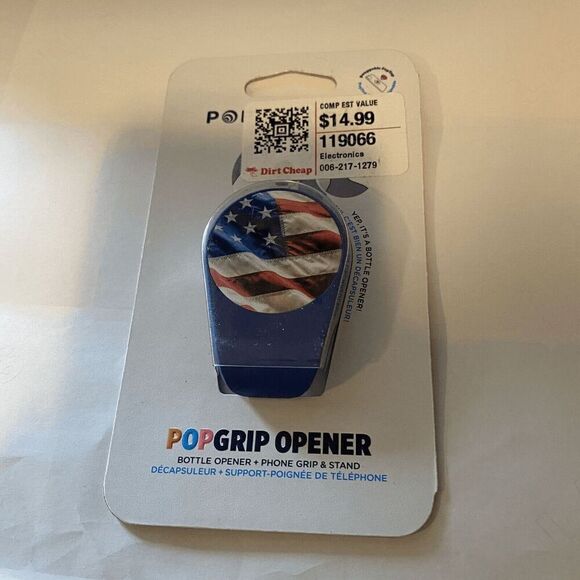 COMP EST VALUE
$14.99
119066
Electronics
006-217-1279
Dirt Cheap
YEP, IT'S A BOTTLE OPENER!
C'EST BIEN UN DÉCAPSULEUR!
POPGRIP OPENER
BOTTLE OPENER + PHONE GRIP & STAND
DÉCAPSULEUR + SUPPORT-POIGNÉE DE TÉLÉPHONE